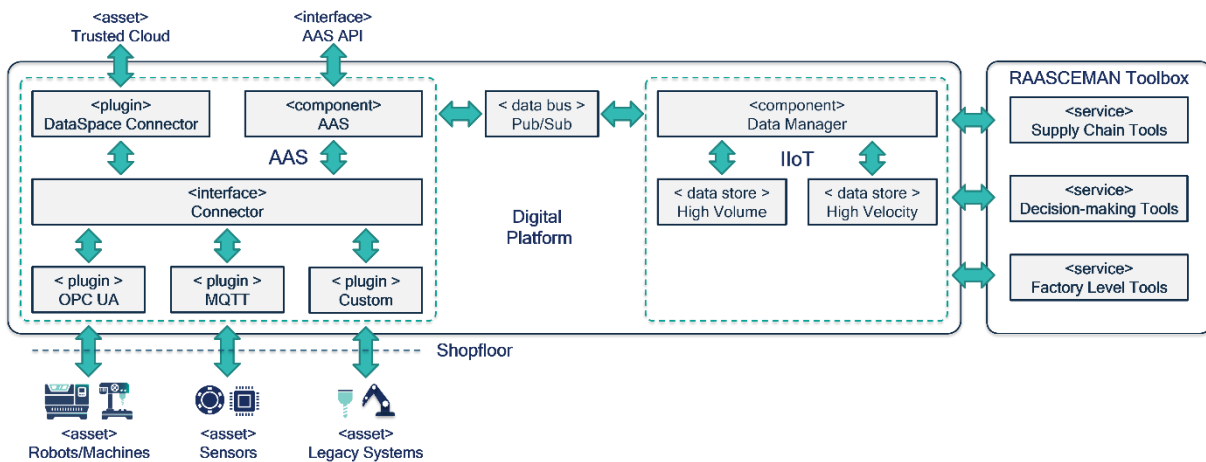 <asset>
Trusted Cloud
<interface>
AAS API
<plugin>
DataSpace Connector
<component>
AAS
< data bus >
Pub/Sub
<component>
Data Manager
RAASCEMAN Toolbox
<service>
Supply Chain Tools
AAS
IIoT
<interface>
Connector
< data store >
High Volume
< data store >
High Velocity
<service>
Decision-making Tools
Digital
Platform
< plugin >
OPC UA
< plugin >
MQTT
< plugin >
Custom
<service>
Factory Level Tools
Shopfloor
<asset>
Robots/Machines
<asset>
Sensors
<asset>
Legacy Systems